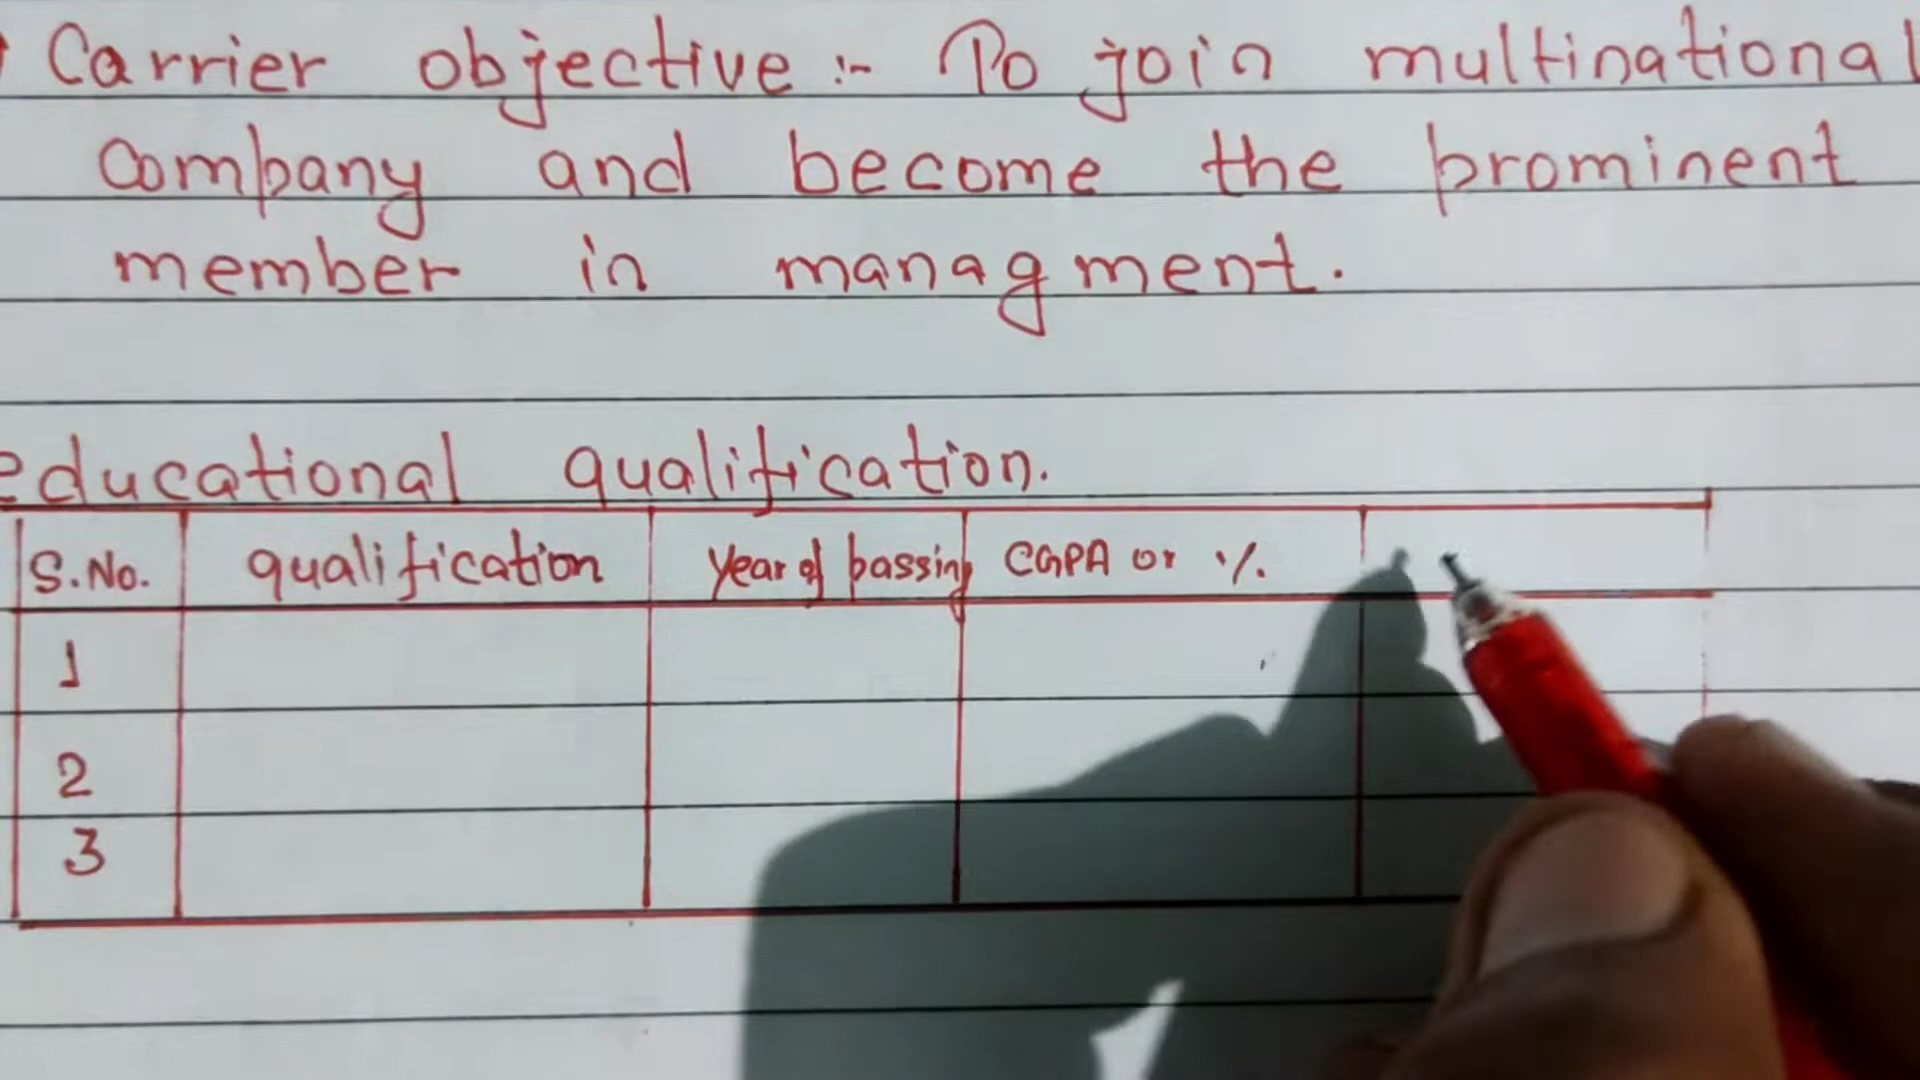 Carrier objective :- To join multinational
company and become the prominent
member in managment.
educational qualification.
S.No. qualification Year of passing CGPA or %.
1
2
3